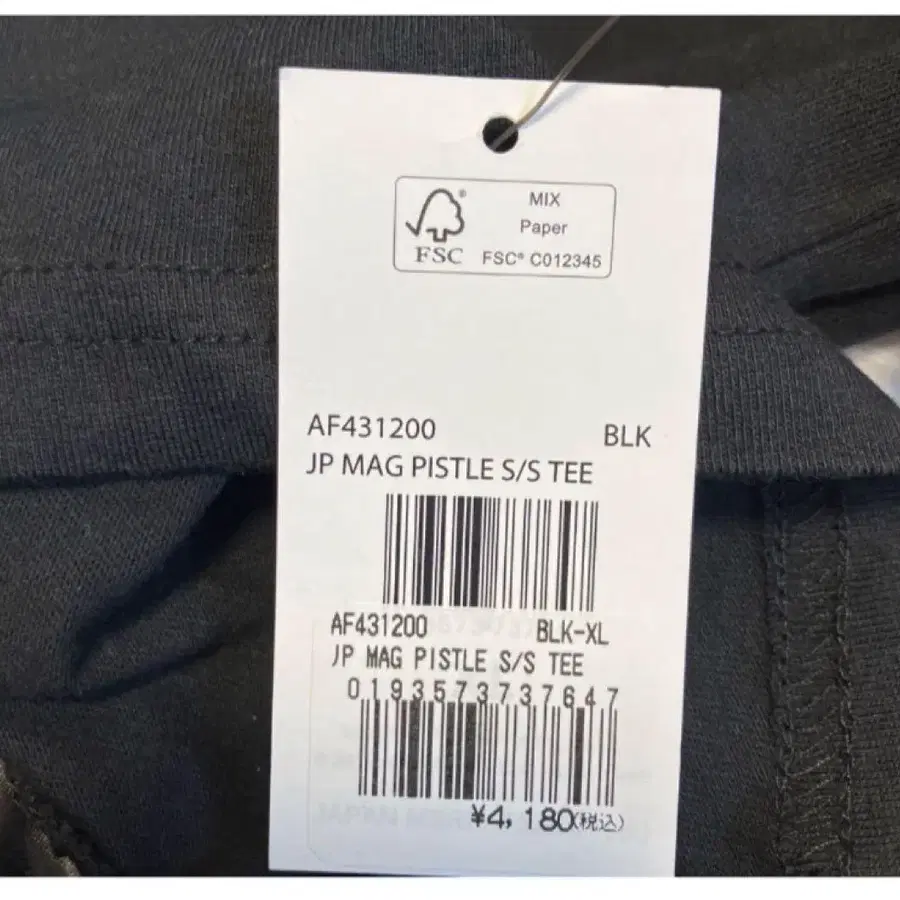 MIX
Paper
FSC® C012345
FSC
AF431200 BLK
JP MAG PISTLE S/S TEE
AF431200 BLK-XL
JP MAG PISTLE S/S TEE
0193573737647
¥4,180(税込)